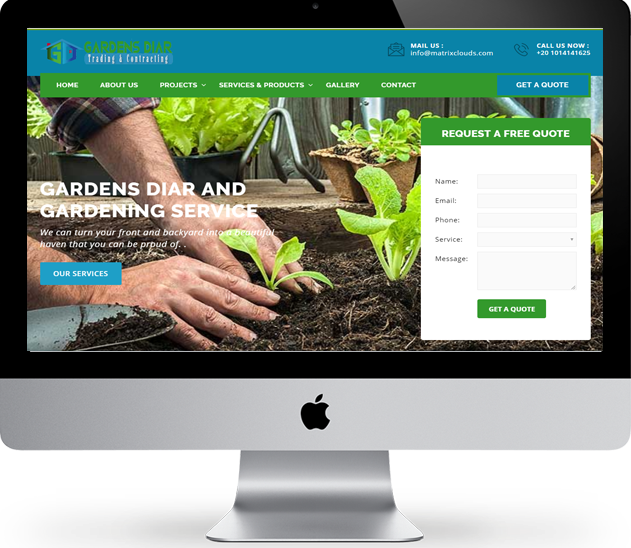 GARDENS DIAR
Trading & Contracting
MAIL US :
info@matrixclouds.com
CALL US NOW :
+20 1014141625
HOME ABOUT US PROJECTS SERVICES & PRODUCTS GALLERY CONTACT GET A QUOTE
GARDENS DIAR AND
GARDENING SERVICE
We can turn your front and backyard into a beautiful
haven that you can be proud of. .
OUR SERVICES
REQUEST A FREE QUOTE
Name:
Email:
Phone:
Service:
Message:
GET A QUOTE